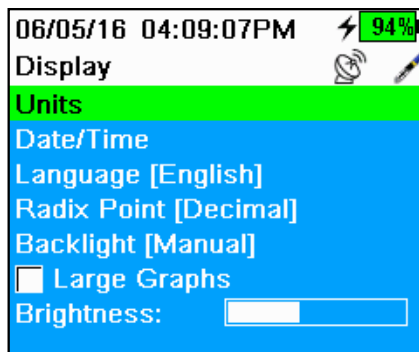 06/05/16 04:09:07PM 94%
Display
Units
Date/Time
Language [English]
Radix Point [Decimal]
Backlight [Manual]
Large Graphs
Brightness: